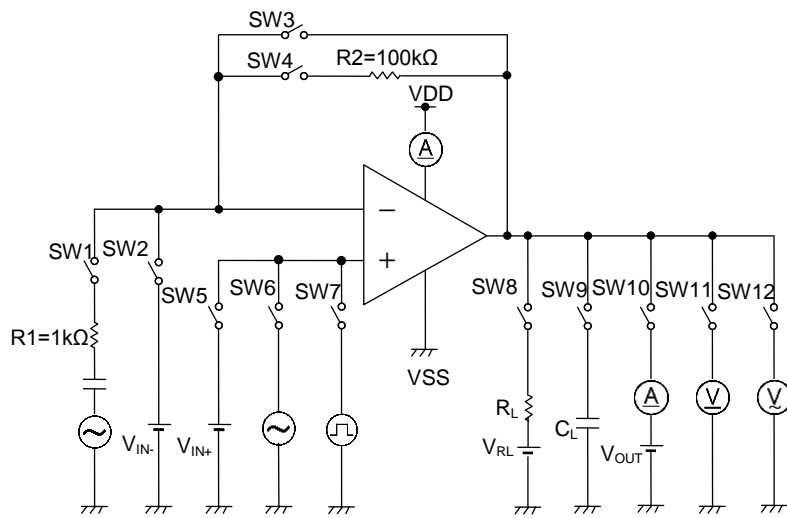 SW3
SW4
R2=100kΩ
VDD
A
−
+
SW1
SW2
SW5
SW6
SW7
SW8
SW9
SW10
SW11
SW12
R1=1kΩ
VSS
A
V
V
~
RL
CL
VIN-
VIN+
~
~
VRL
VOUT